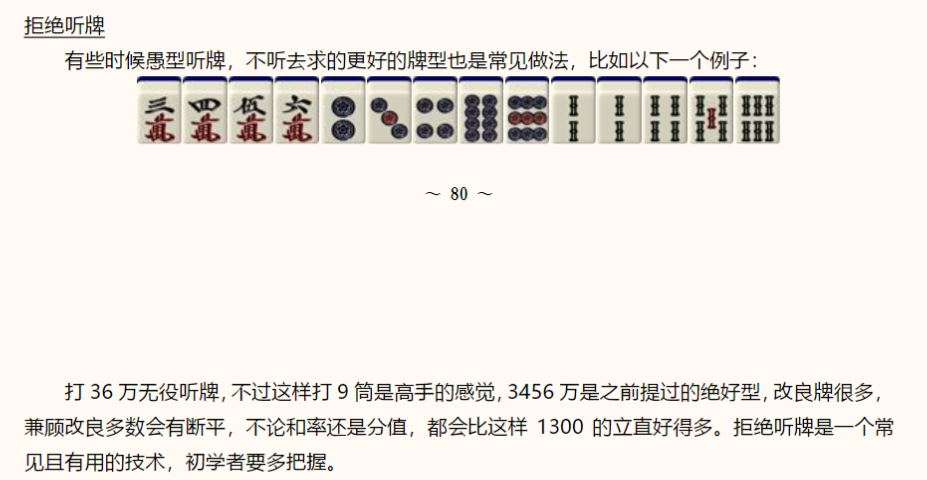 拒绝听牌
有些时候愚型听牌，不听去求的更好的牌型也是常见做法，比如以下一个例子：
三萬 四萬 伍萬 六萬
～ 80 ～
打 36 万无役听牌，不过这样打 9 筒是高手的感觉，3456 万是之前提过的绝好型，改良牌很多，
兼顾改良多数会有断平，不论和率还是分值，都会比这样 1300 的立直好得多。拒绝听牌是一个常
见且有用的技术，初学者要多把握。